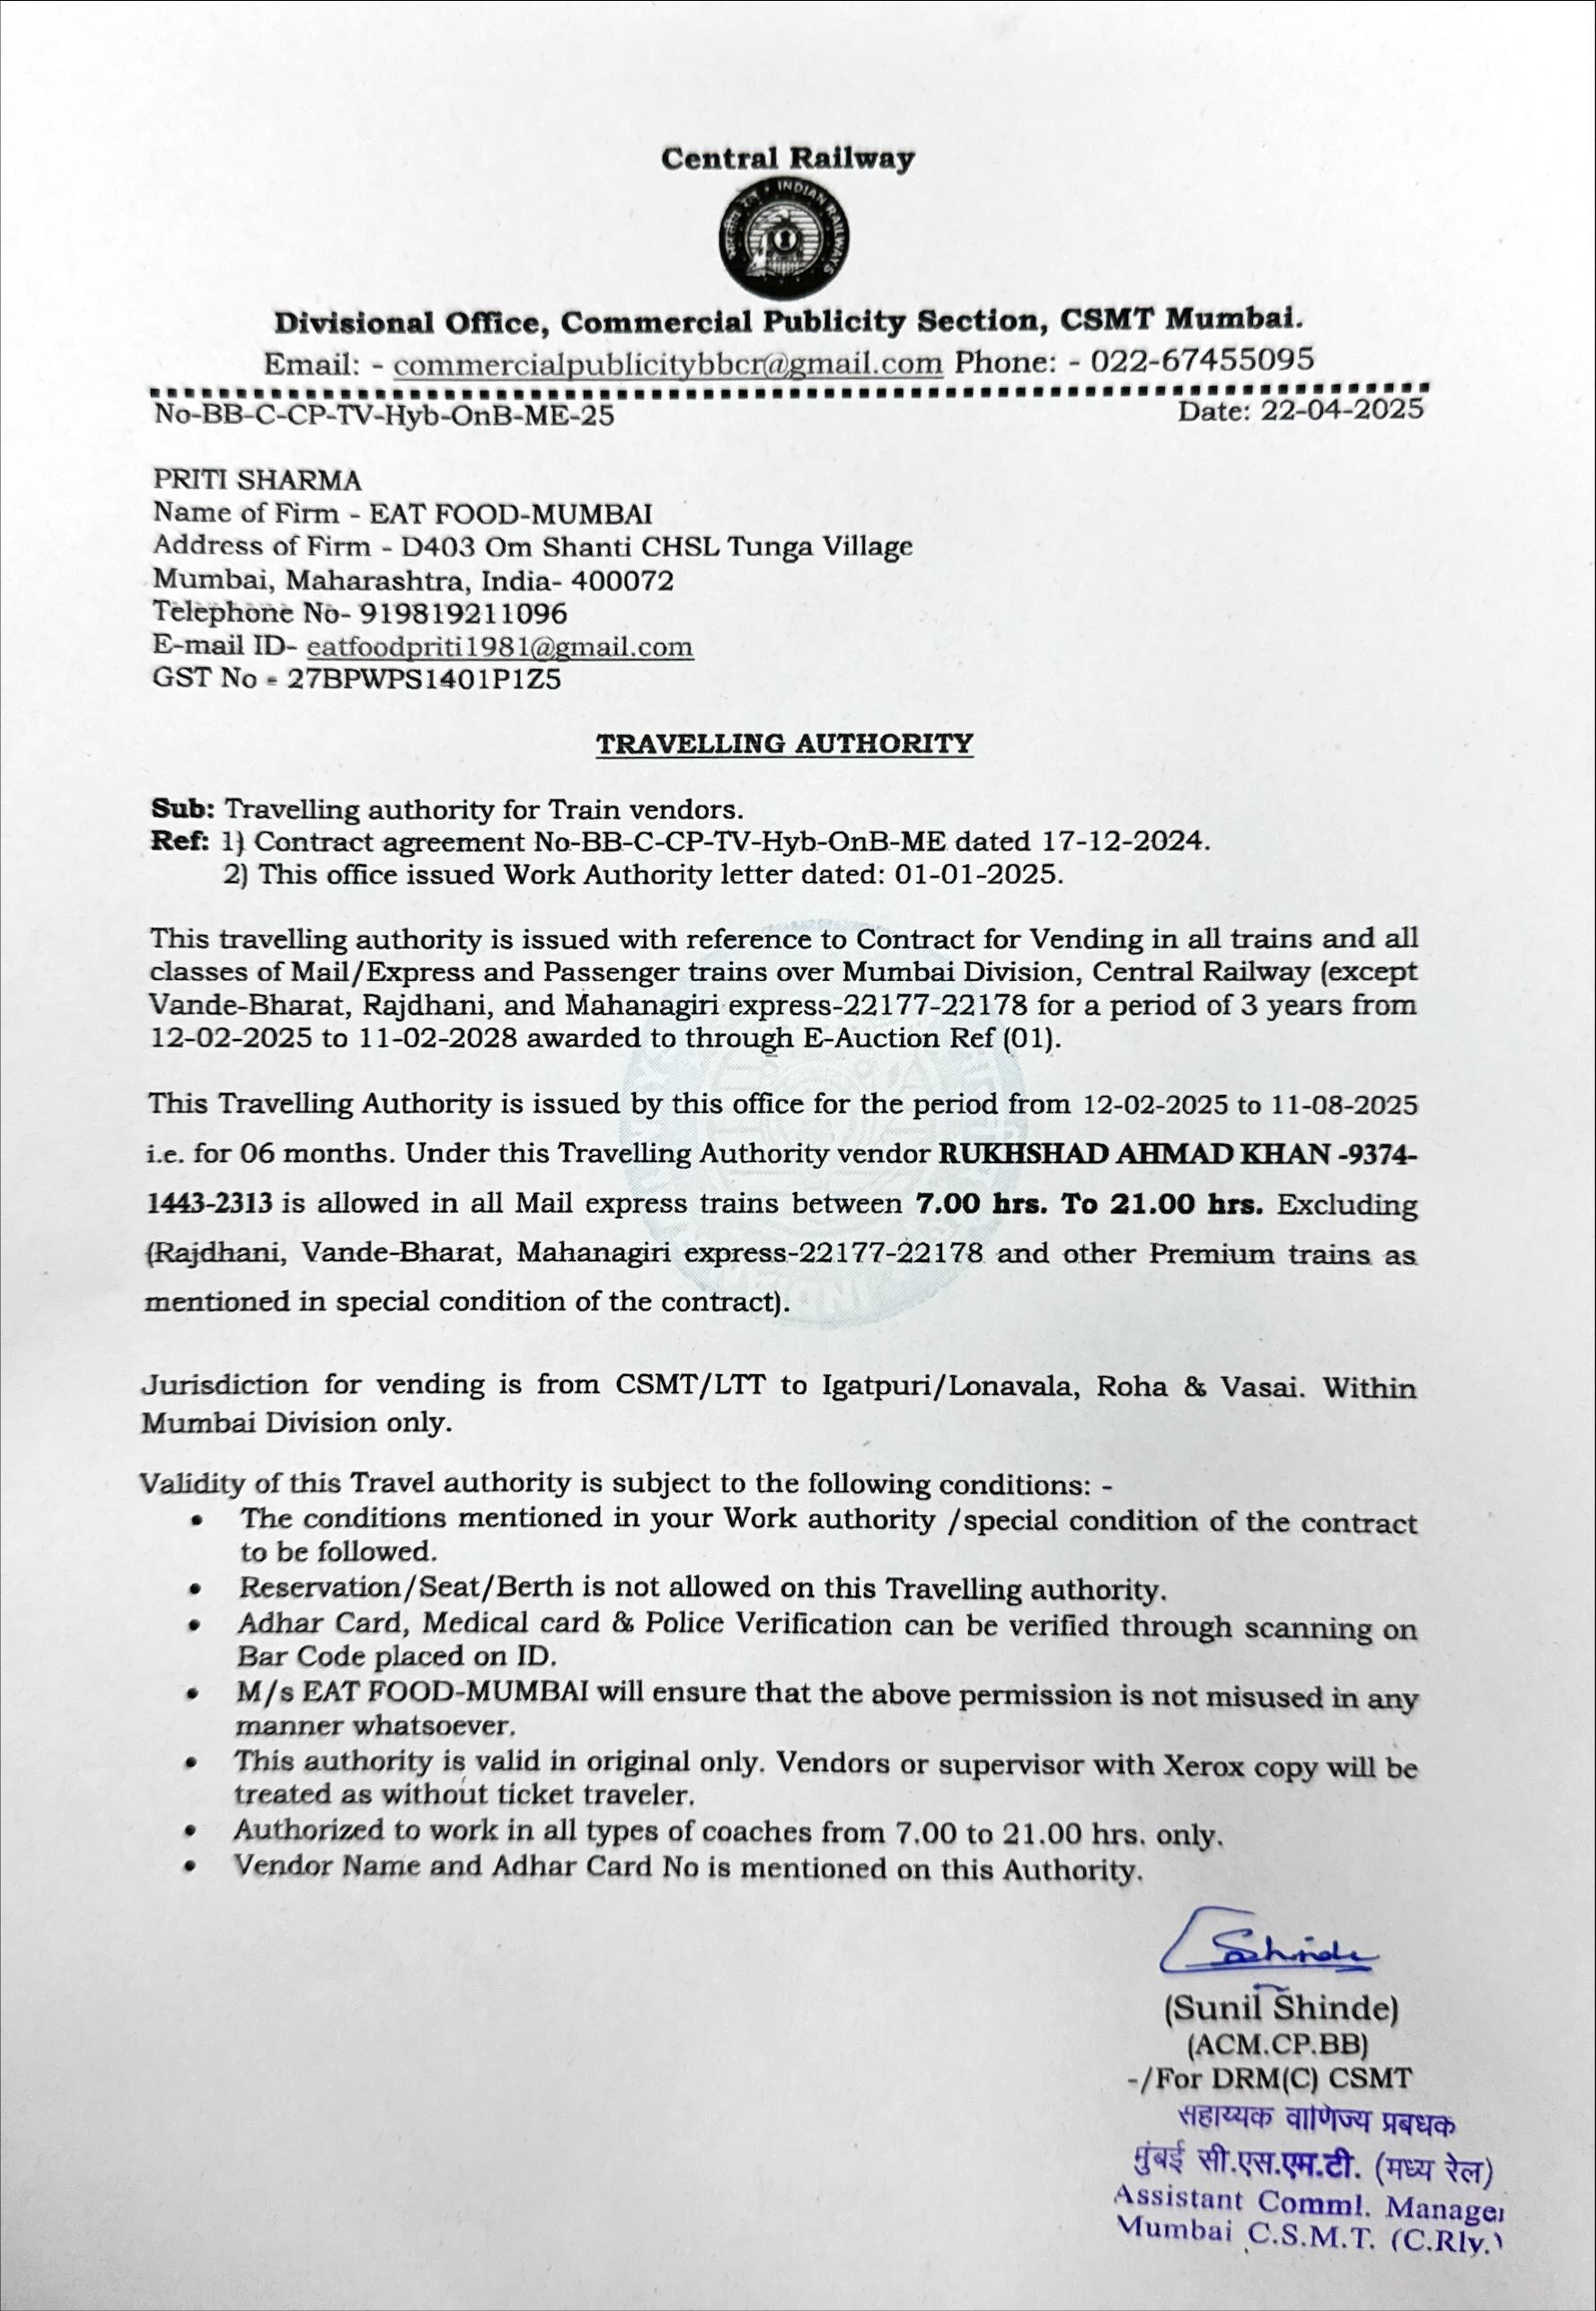 Central Railway
भारतीय रेल * INDIAN RAILWAYS
Divisional Office, Commercial Publicity Section, CSMT Mumbai.
Email: - commercialpublicitybbcr@gmail.com Phone: - 022-67455095
No-BB-C-CP-TV-Hyb-OnB-ME-25 Date: 22-04-2025
PRITI SHARMA
Name of Firm - EAT FOOD-MUMBAI
Address of Firm - D403 Om Shanti CHSL Tunga Village
Mumbai, Maharashtra, India- 400072
Telephone No- 919819211096
E-mail ID- eatfoodpriti1981@gmail.com
GST No - 27BPWPS1401P1Z5
TRAVELLING AUTHORITY
Sub: Travelling authority for Train vendors.
Ref: 1) Contract agreement No-BB-C-CP-TV-Hyb-OnB-ME dated 17-12-2024.
2) This office issued Work Authority letter dated: 01-01-2025.
This travelling authority is issued with reference to Contract for Vending in all trains and all
classes of Mail/Express and Passenger trains over Mumbai Division, Central Railway (except
Vande-Bharat, Rajdhani, and Mahanagiri express-22177-22178 for a period of 3 years from
12-02-2025 to 11-02-2028 awarded to through E-Auction Ref (01).
This Travelling Authority is issued by this office for the period from 12-02-2025 to 11-08-2025
i.e. for 06 months. Under this Travelling Authority vendor RUKHSHAD AHMAD KHAN -9374-
1443-2313 is allowed in all Mail express trains between 7.00 hrs. To 21.00 hrs. Excluding
(Rajdhani, Vande-Bharat, Mahanagiri express-22177-22178 and other Premium trains as
mentioned in special condition of the contract).
Jurisdiction for vending is from CSMT/LTT to Igatpuri/Lonavala, Roha & Vasai. Within
Mumbai Division only.
Validity of this Travel authority is subject to the following conditions: -
• The conditions mentioned in your Work authority /special condition of the contract
to be followed.
• Reservation/Seat/Berth is not allowed on this Travelling authority.
• Adhar Card, Medical card & Police Verification can be verified through scanning on
Bar Code placed on ID.
• M/s EAT FOOD-MUMBAI will ensure that the above permission is not misused in any
manner whatsoever.
• This authority is valid in original only. Vendors or supervisor with Xerox copy will be
treated as without ticket traveler.
• Authorized to work in all types of coaches from 7.00 to 21.00 hrs. only.
• Vendor Name and Adhar Card No is mentioned on this Authority.
Shinde
(Sunil Shinde)
(ACM.CP.BB)
-/For DRM(C) CSMT
सहाय्यक वाणिज्य प्रबधक
मुंबई सी.एस.एम.टी. (मध्य रेल)
Assistant Comml. Manager
Mumbai C.S.M.T. (C.Rly.)